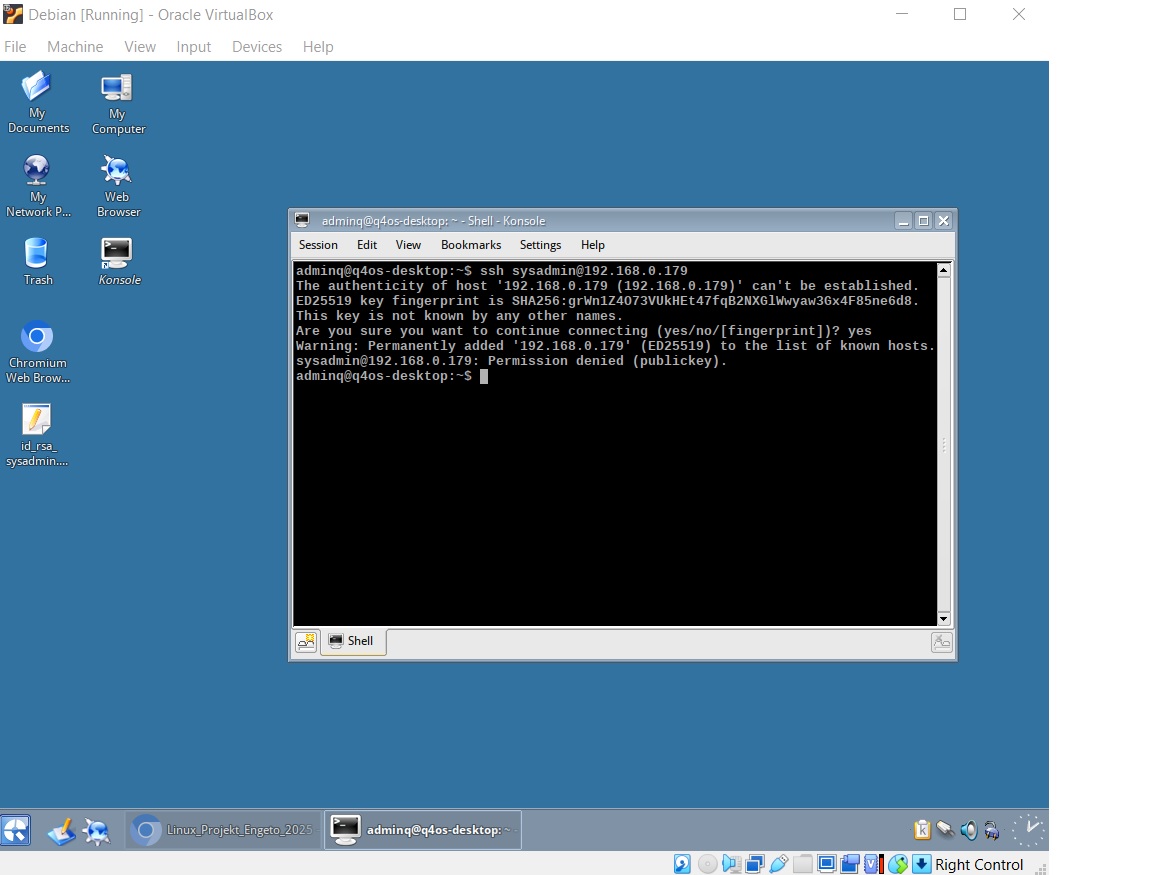 Debian [Running] - Oracle VirtualBox
File Machine View Input Devices Help
My Documents
My Computer
My Network P...
Web Browser
Trash
Konsole
Chromium Web Brow...
id_rsa_sysadmin....
adminq@q4os-desktop: ~ - Shell - Konsole
Session Edit View Bookmarks Settings Help
adminq@q4os-desktop:~$ ssh sysadmin@192.168.0.179
The authenticity of host '192.168.0.179 (192.168.0.179)' can't be established.
ED25519 key fingerprint is SHA256:grWn1Z4O73VUkHEt47fqB2NXGlWwyaw3Gx4F85ne6d8.
This key is not known by any other names.
Are you sure you want to continue connecting (yes/no/[fingerprint])? yes
Warning: Permanently added '192.168.0.179' (ED25519) to the list of known hosts.
sysadmin@192.168.0.179: Permission denied (publickey).
adminq@q4os-desktop:~$
Shell
Linux_Projekt_Engeto_2025
adminq@q4os-desktop: ~
Right Control